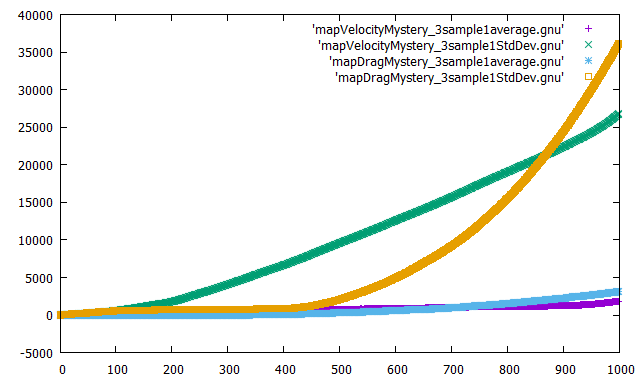 40000
35000
30000
25000
20000
15000
10000
5000
0
-5000
'mapVelocityMystery_3sample1average.gnu'
'mapVelocityMystery_3sample1StdDev.gnu'
'mapDragMystery_3sample1average.gnu'
'mapDragMystery_3sample1StdDev.gnu'
0 100 200 300 400 500 600 700 800 900 1000